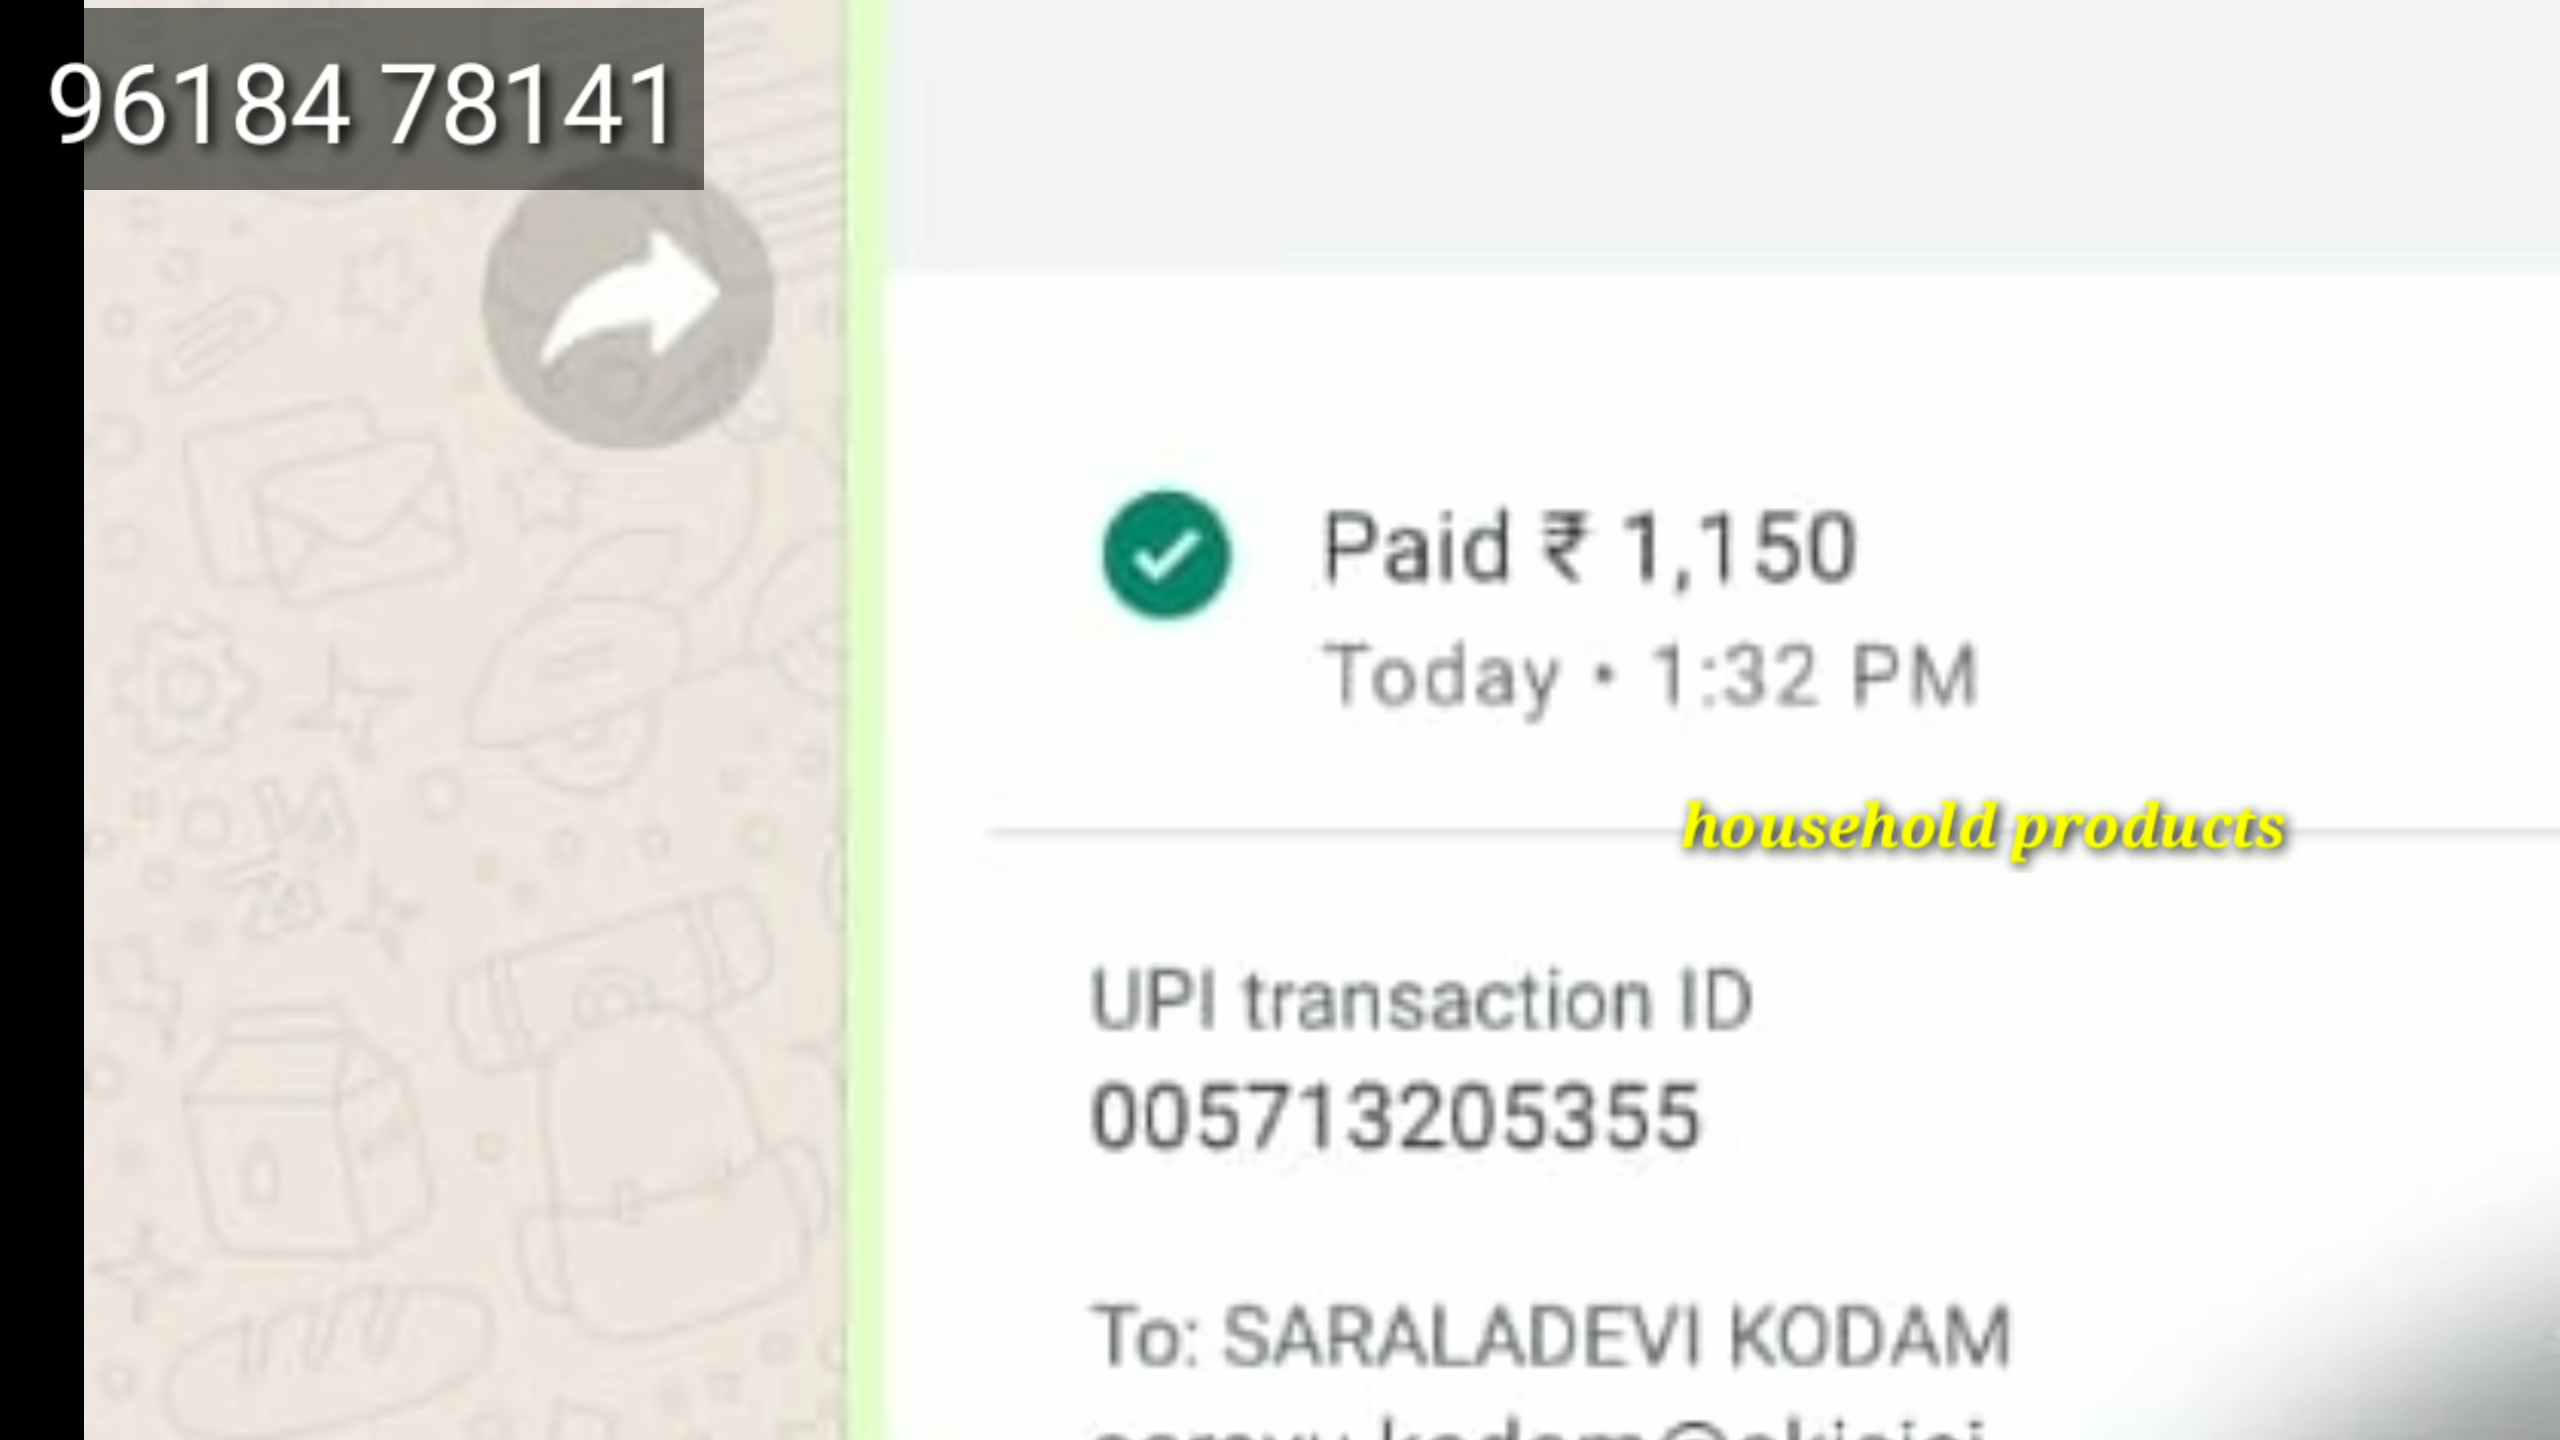 96184 78141
Paid ₹ 1,150
Today • 1:32 PM
household products
UPI transaction ID
005713205355
To: SARALADEVI KODAM